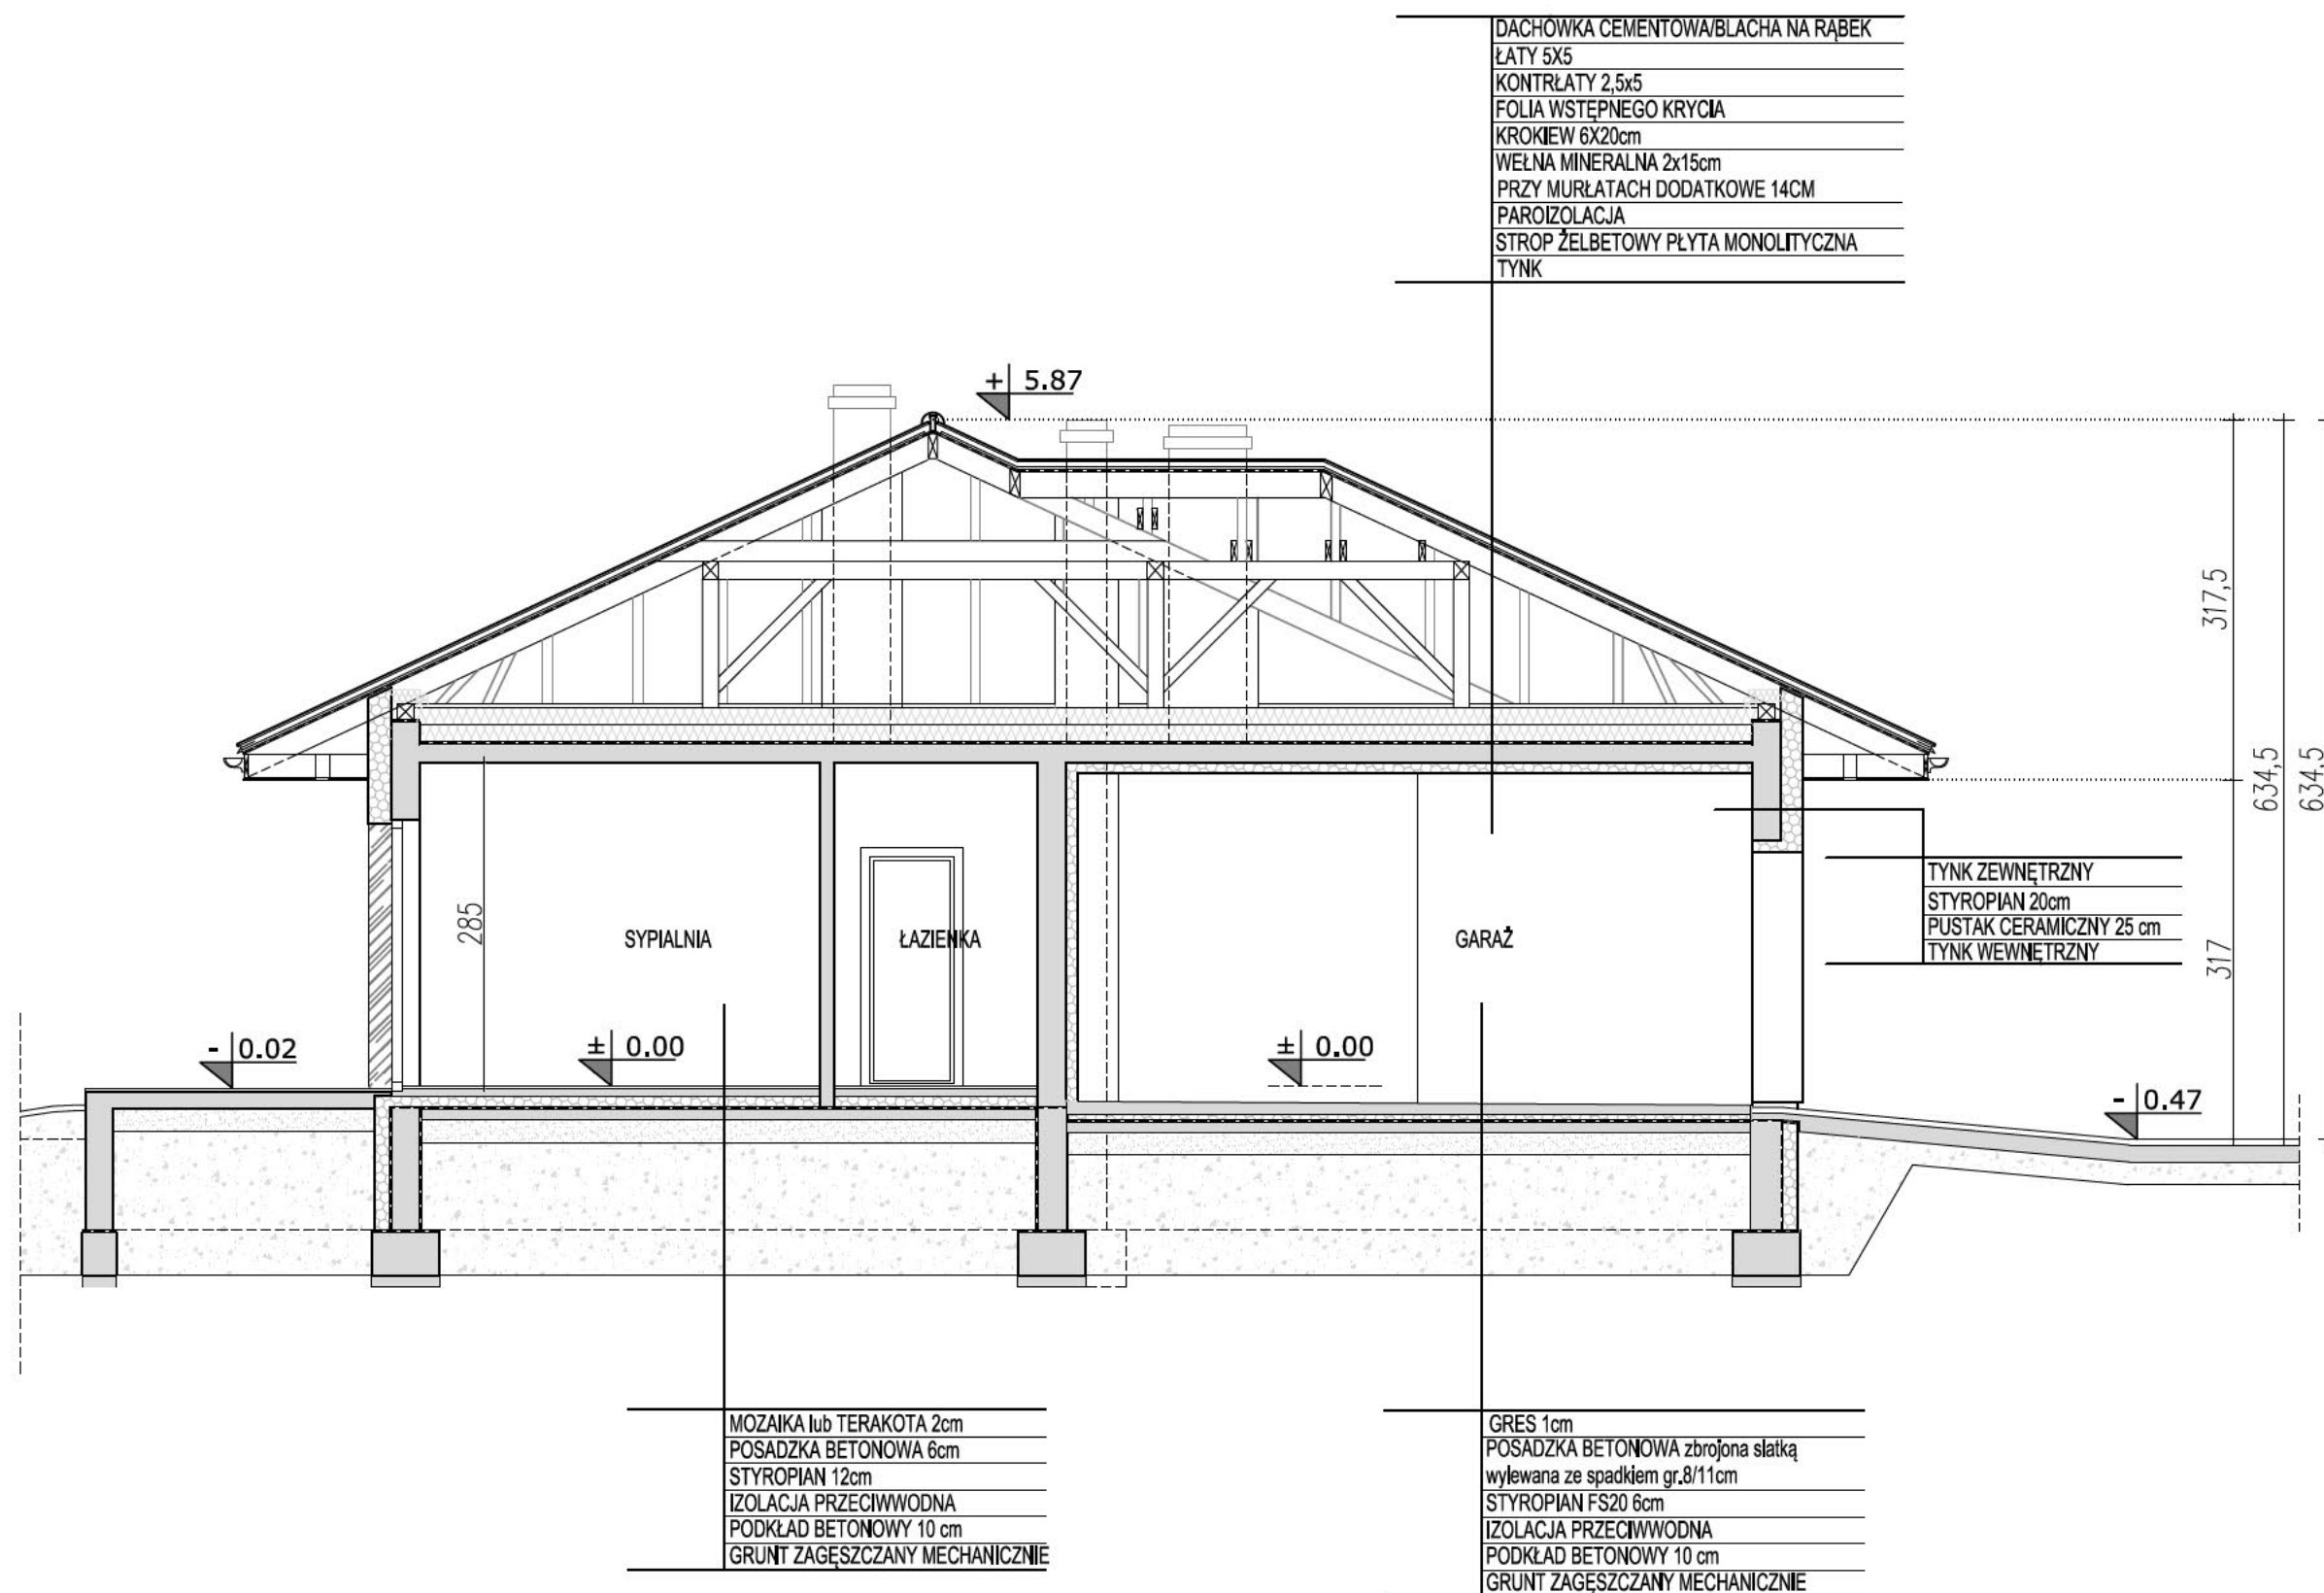 DACHÓWKA CEMENTOWA/BLACHA NA RĄBEK
ŁATY 5X5
KONTRŁATY 2,5x5
FOLIA WSTĘPNEGO KRYCIA
KROKIEW 6X20cm
WEŁNA MINERALNA 2x15cm
PRZY MURŁATACH DODATKOWE 14CM
PAROIZOLACJA
STROP ŻELBETOWY PŁYTA MONOLITYCZNA
TYNK
+ 5.87
317,5
634,5
634,5
317
TYNK ZEWNĘTRZNY
STYROPIAN 20cm
PUSTAK CERAMICZNY 25 cm
TYNK WEWNĘTRZNY
285
SYPIALNIA
ŁAZIENKA
GARAŻ
- 0.02
± 0.00
± 0.00
- 0.47
MOZAIKA lub TERAKOTA 2cm
POSADZKA BETONOWA 6cm
STYROPIAN 12cm
IZOLACJA PRZECIWWODNA
PODKŁAD BETONOWY 10 cm
GRUNT ZAGĘSZCZANY MECHANICZNIE
GRES 1cm
POSADZKA BETONOWA zbrojona siatką
wylewana ze spadkiem gr.8/11cm
STYROPIAN FS20 6cm
IZOLACJA PRZECIWWODNA
PODKŁAD BETONOWY 10 cm
GRUNT ZAGĘSZCZANY MECHANICZNIE